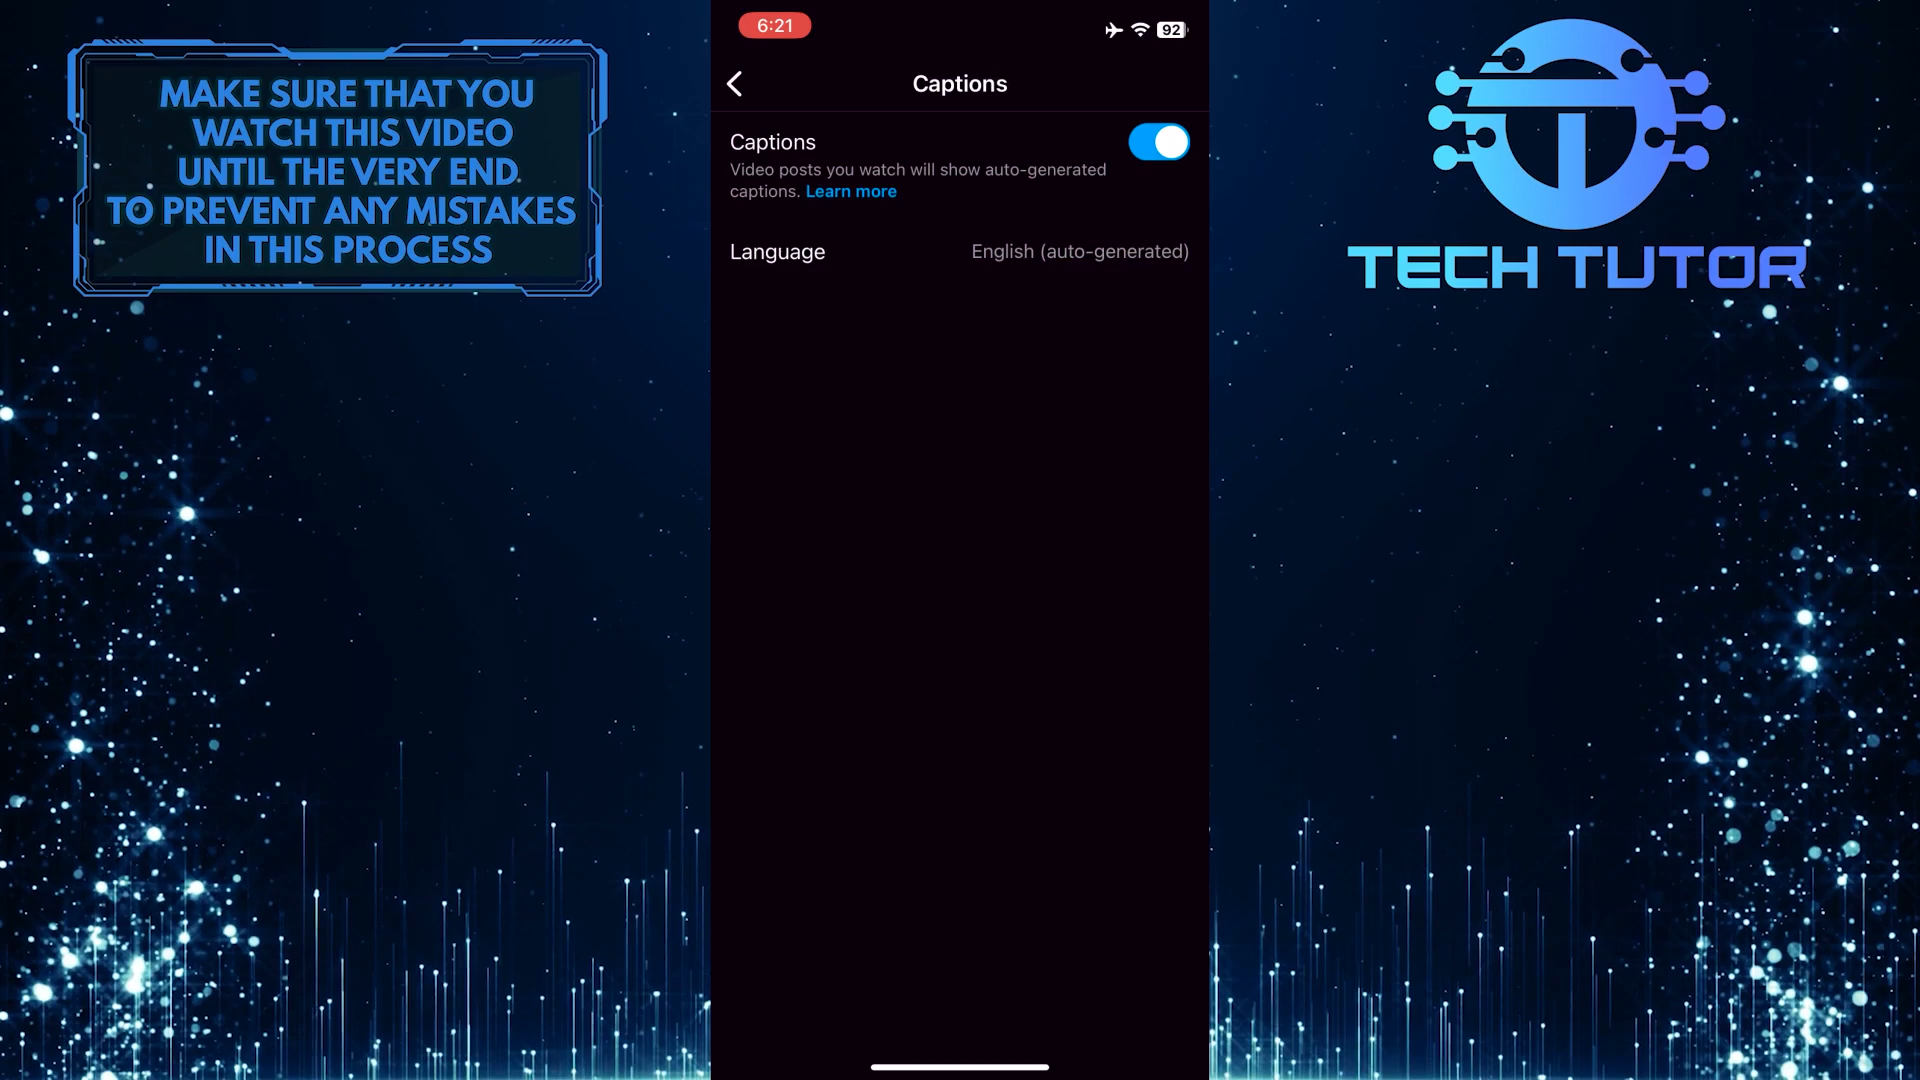 MAKE SURE THAT YOU
WATCH THIS VIDEO
UNTIL THE VERY END
TO PREVENT ANY MISTAKES
IN THIS PROCESS
6:21
92
Captions
Captions
Video posts you watch will show auto-generated
captions. Learn more
Language English (auto-generated)
TECH TUTOR